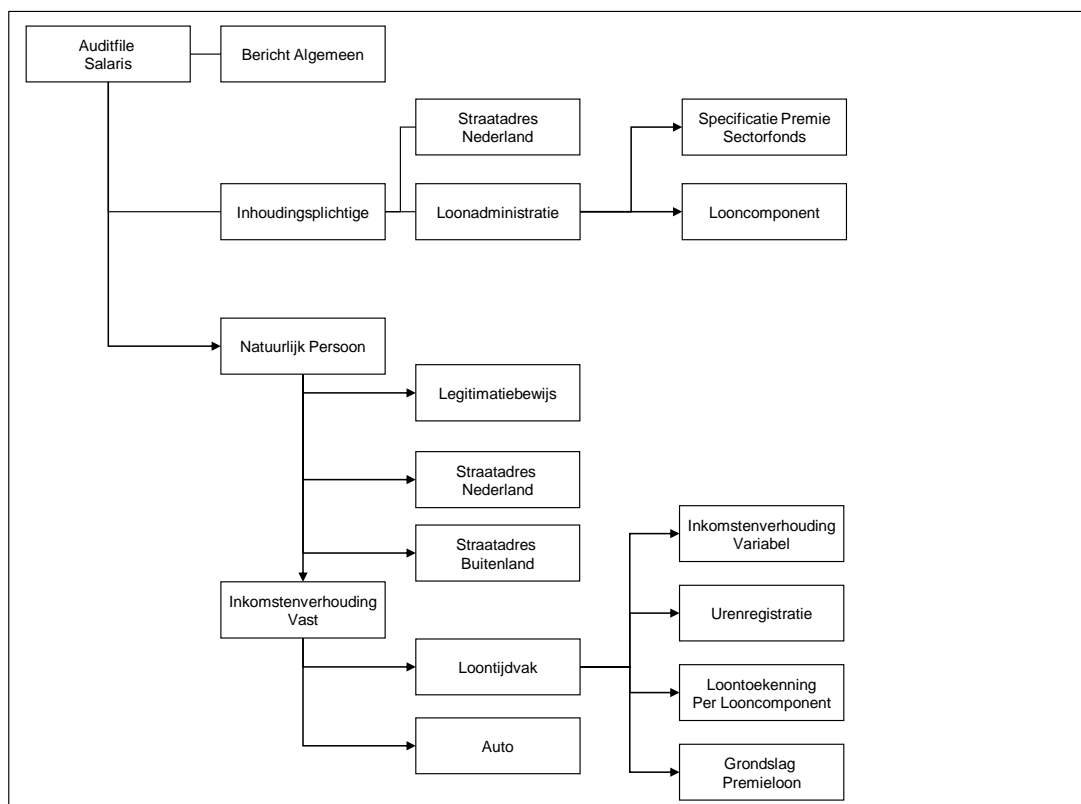 Auditfile
Salaris
Bericht Algemeen
Straatadres
Nederland
Specificatie Premie
Sectorfonds
Inhoudingsplichtige
Loonadministratie
Looncomponent
Natuurlijk Persoon
Legitimatiebewijs
Straatadres
Nederland
Straatadres
Buitenland
Inkomstenverhouding
Variabel
Inkomstenverhouding
Vast
Urenregistratie
Loontijdvak
Loontoekenning
Per Looncomponent
Auto
Grondslag
Premieloon